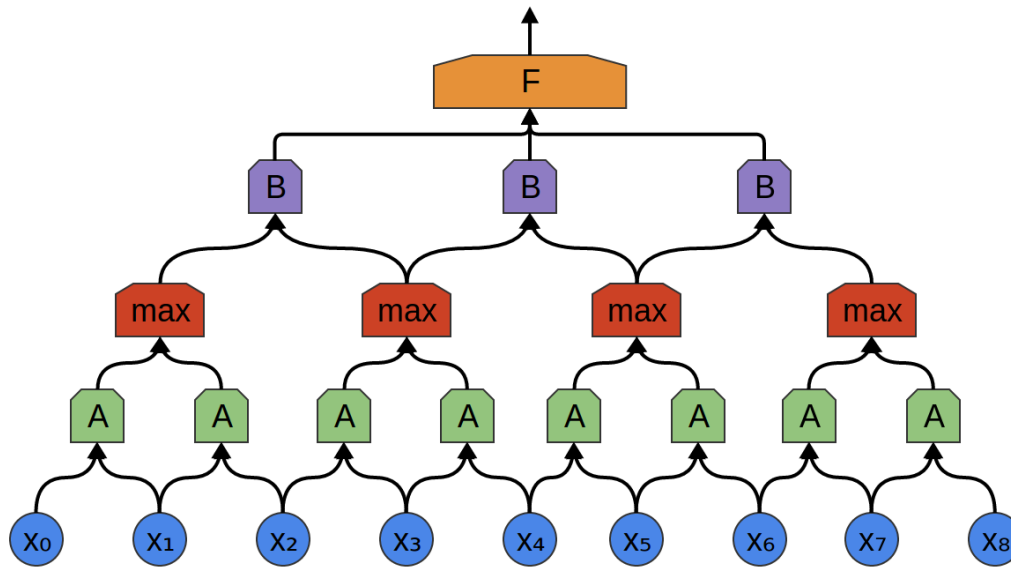 F
B B B
max max max max
A A A A A A A A
x₀ x₁ x₂ x₃ x₄ x₅ x₆ x₇ x₈